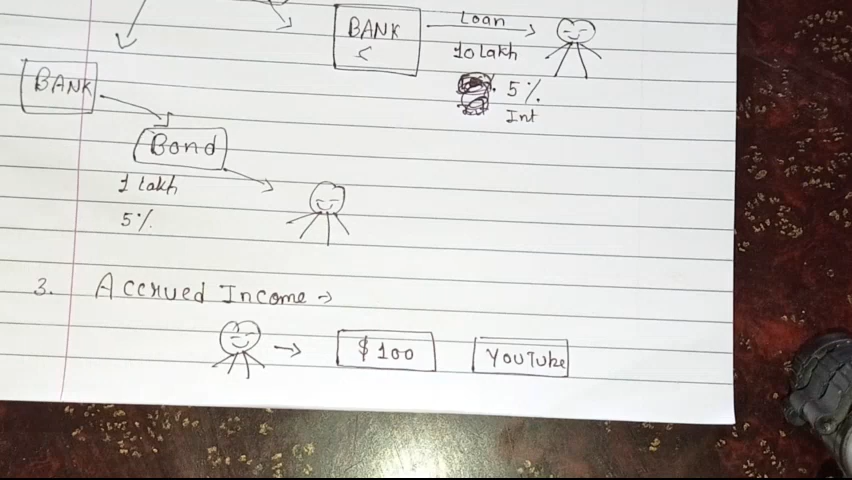 BANK
Loan
10 lakh
5%
Int
BANK
Bond
1 lakh
5%
3. Accrued Income →
$100
YouTube